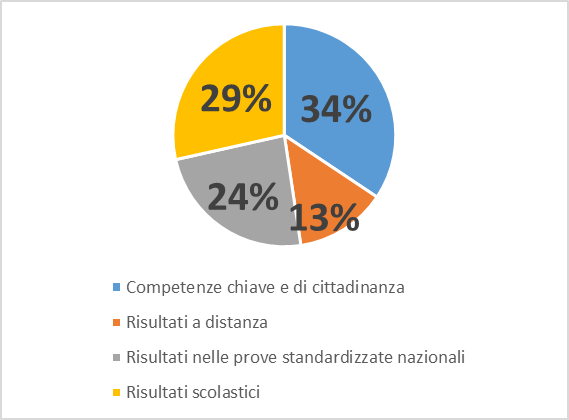 29%
34%
24%
13%
Competenze chiave e di cittadinanza
Risultati a distanza
Risultati nelle prove standardizzate nazionali
Risultati scolastici